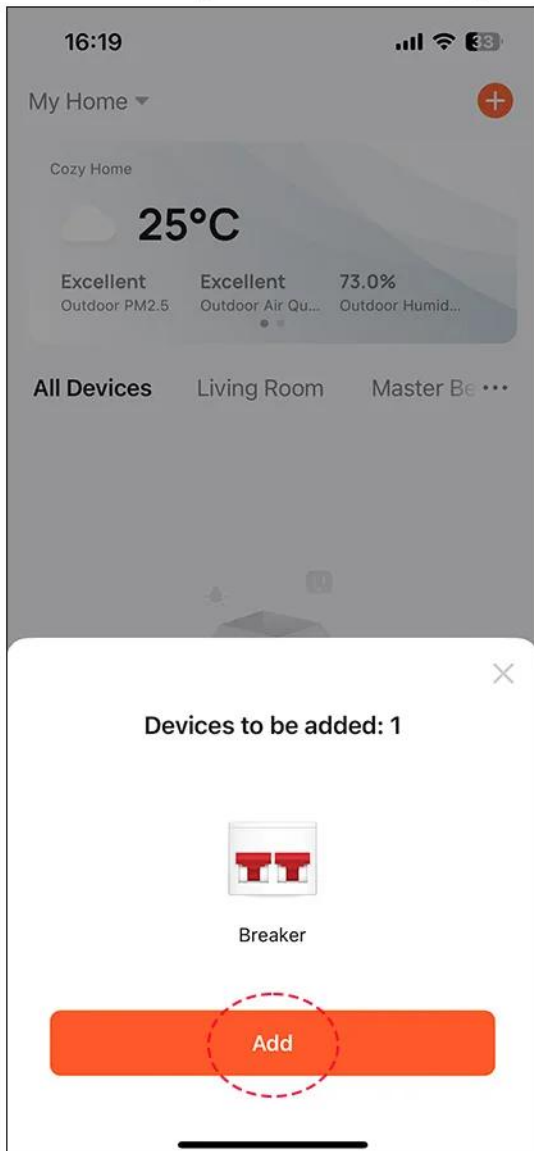 16:19
33
My Home
Cozy Home
25°C
Excellent Excellent 73.0%
Outdoor PM2.5 Outdoor Air Qu... Outdoor Humid...
All Devices Living Room Master Be ...
Devices to be added: 1
Breaker
Add